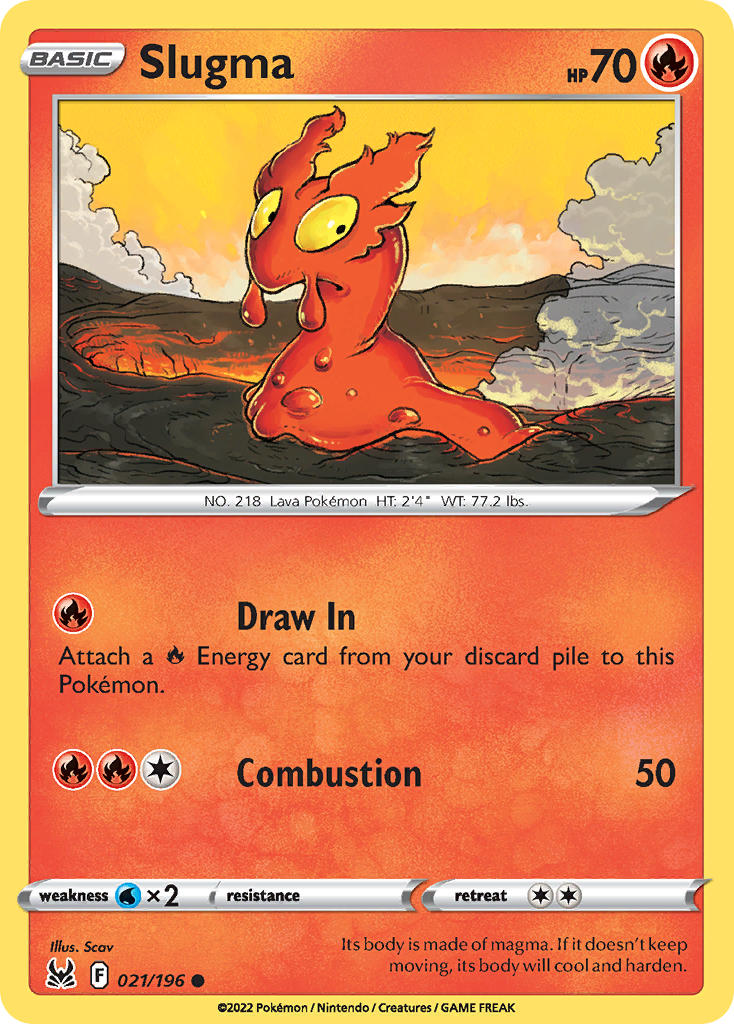 BASIC Slugma HP70
NO. 218 Lava Pokémon HT: 2'4" WT: 77.2 lbs.
Draw In
Attach a Energy card from your discard pile to this
Pokémon.
Combustion 50
weakness ×2 resistance retreat
Illus. Scav
Its body is made of magma. If it doesn't keep
moving, its body will cool and harden.
F 021/196
©2022 Pokémon / Nintendo / Creatures / GAME FREAK